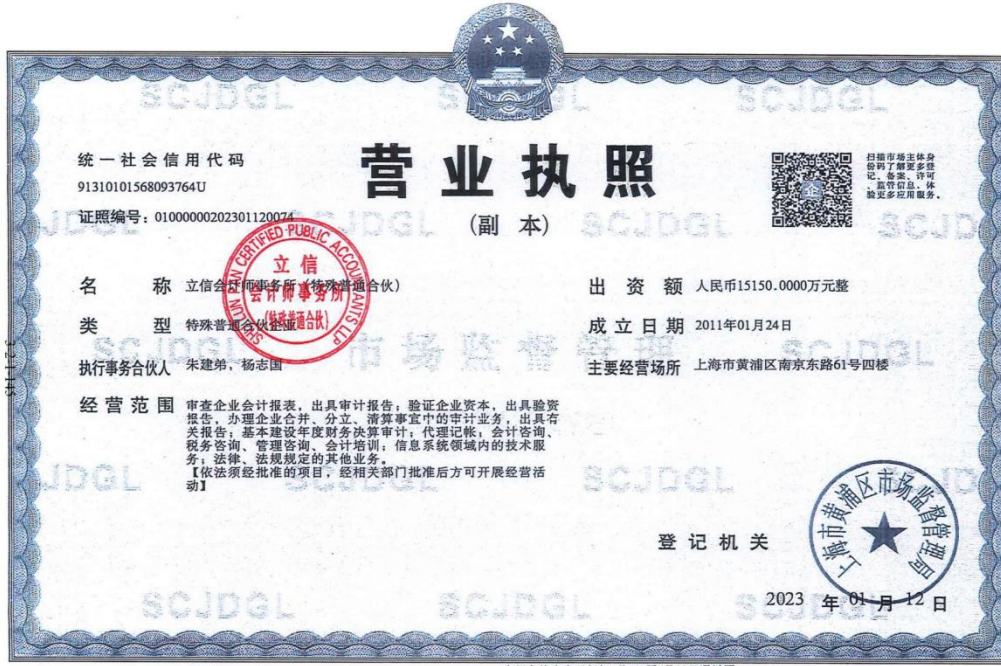 统一社会信用代码
91310101568093764U
证照编号：01000000202301120074
营业执照
(副 本)
扫描市场主体身
份码了解更多登
记、备案、许可
、监管信息、体
验更多应用服务。
名 称 立信会计师事务所（特殊普通合伙）
类 型 特殊普通合伙企业
执行事务合伙人 朱建弟，杨志国
经营范围 审查企业会计报表，出具审计报告；验证企业资本，出具验资
报告，办理企业合并、分立、清算事宜中的审计业务，出具有
关报告；基本建设年度财务决算审计；代理记帐；会计咨询、
税务咨询、管理咨询、会计培训；信息系统领域内的技术服
务；法律、法规规定的其他业务。
【依法须经批准的项目，经相关部门批准后方可开展经营活
动】
出资额 人民币15150.0000万元整
成立日期 2011年01月24日
主要经营场所 上海市黄浦区南京东路61号四楼
SHU LUN PAN CERTIFIED PUBLIC ACCOUNTANTS LLP
立信
会计师事务所
(特殊普通合伙)
SCJDGL
市场监督管理
登记机关
上海市黄浦区市场监督管理局
2023 年 01 月 12 日